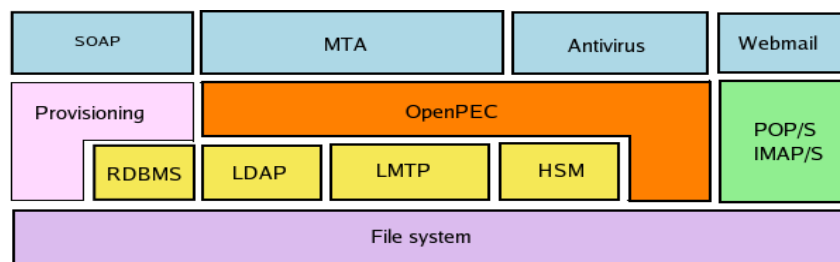 SOAP
MTA
Antivirus
Webmail
Provisioning
OpenPEC
POP/S
IMAP/S
RDBMS
LDAP
LMTP
HSM
File system